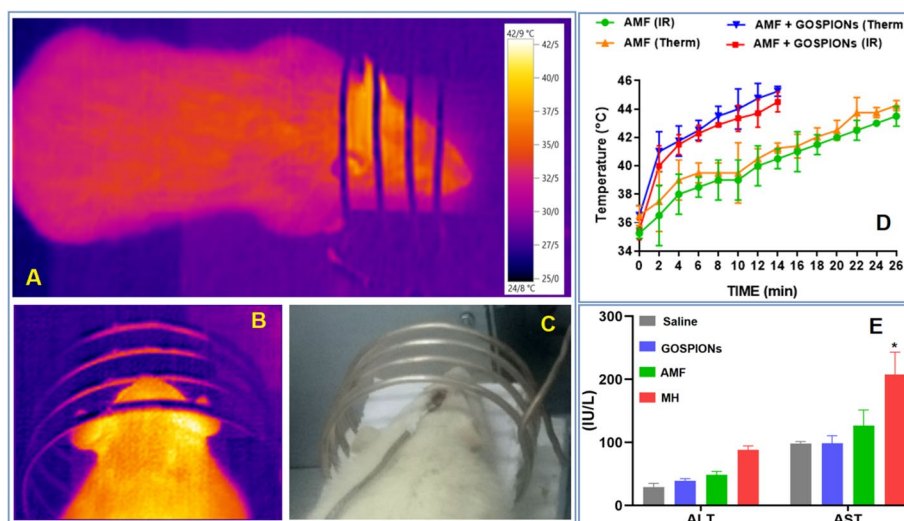 42/9 °C
42/5
40/0
37/5
35/0
32/5
30/0
27/5
25/0
24/8 °C
A
B
C
AMF (IR)
AMF + GOSPIONs (Therm
AMF (Therm)
AMF + GOSPIONs (IR)
Temperature (°C)
46
44
42
40
38
36
34
D
0 2 4 6 8 10 12 14 16 18 20 22 24 26
TIME (min)
E
Saline
GOSPIONs
AMF
MH
*
(IU/L)
300
200
100
0
ALT AST